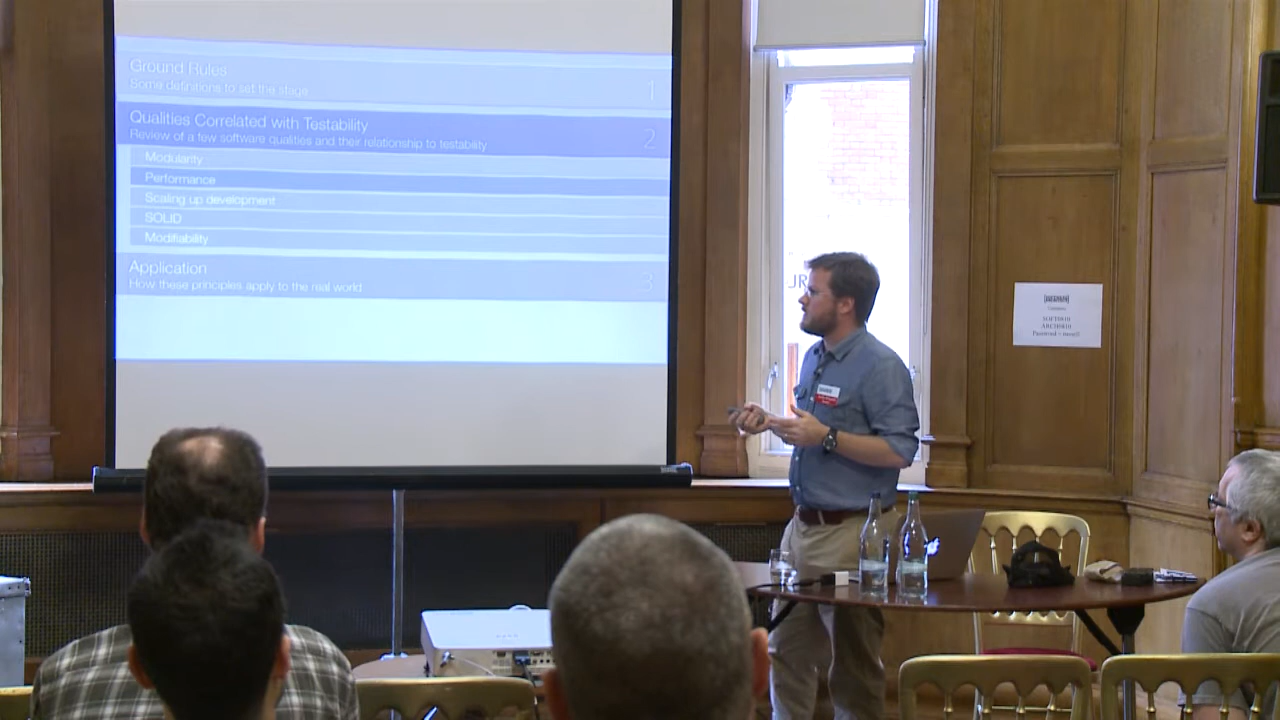 Ground Rules
Some definitions to set the stage
1
Qualities Correlated with Testability
Review of a few software qualities and their relationship to testability
2
Modularity
Performance
Scaling up development
SOLID
Modifiability
Application
How these principles apply to the real world
3
JR